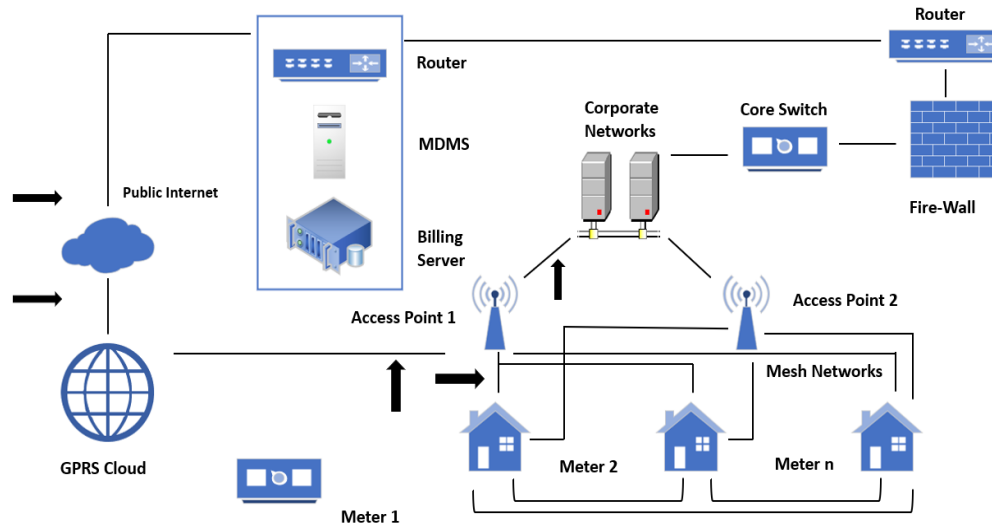 Router
Router
Corporate
Networks
Core Switch
MDMS
Public Internet
Fire-Wall
Billing
Server
Access Point 1
Access Point 2
Mesh Networks
GPRS Cloud
Meter 2
Meter n
Meter 1